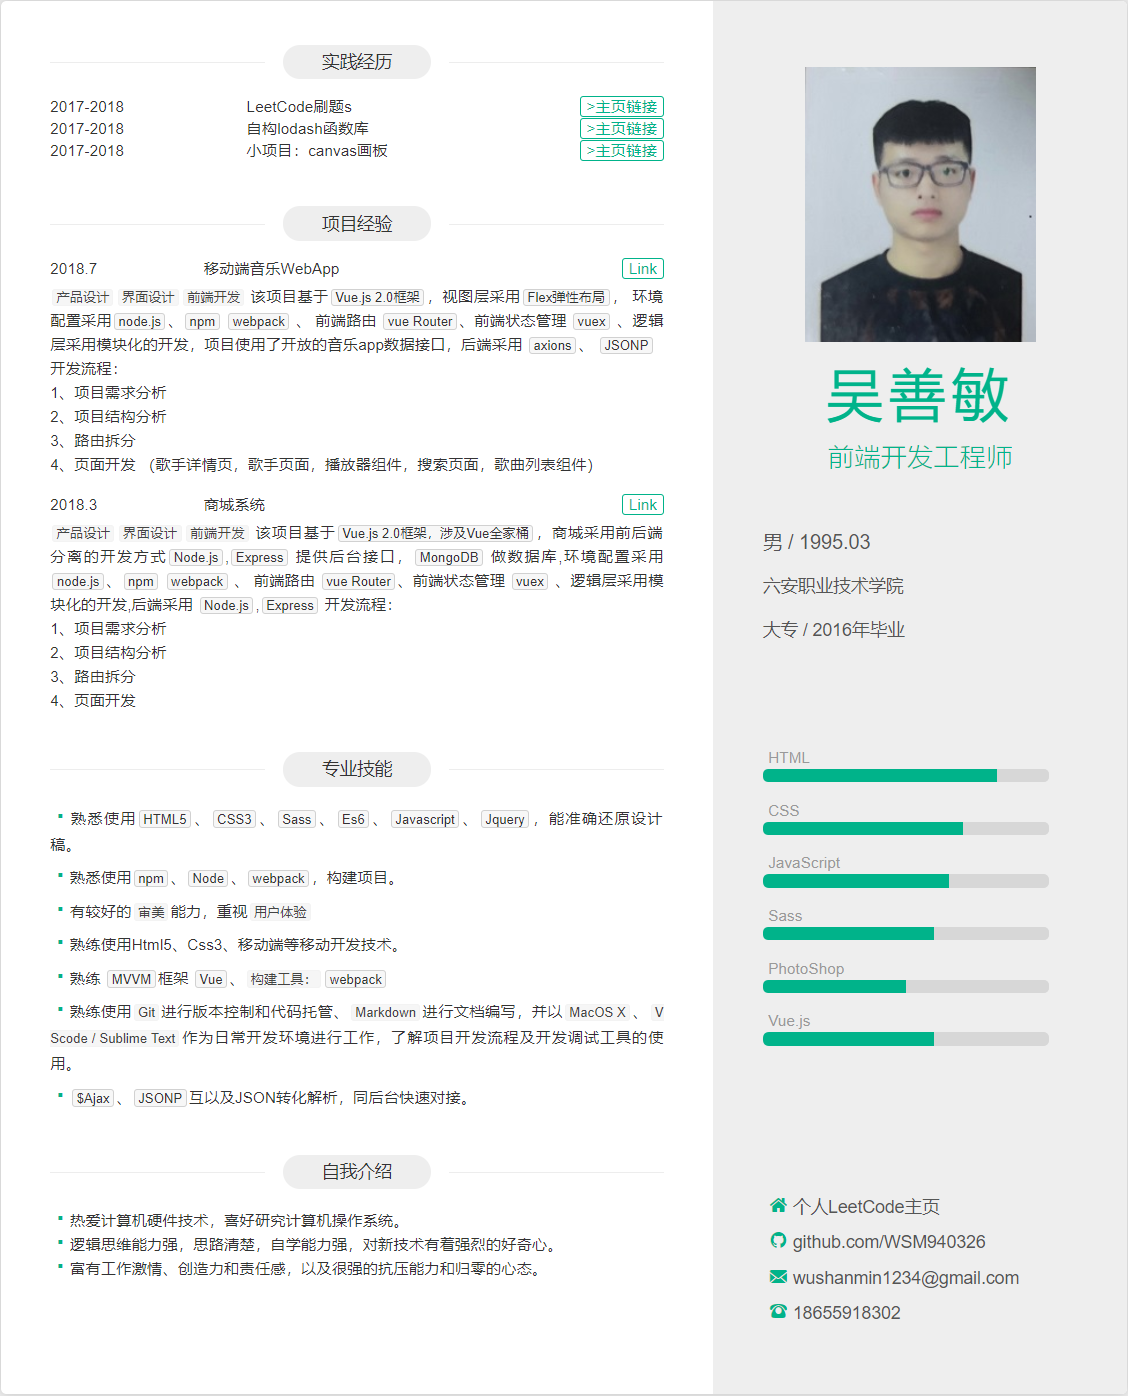 实践经历
2017-2018 LeetCode刷题s >主页链接
2017-2018 自构lodash函数库 >主页链接
2017-2018 小项目：canvas画板 >主页链接
项目经验
2018.7 移动端音乐WebApp Link
产品设计 界面设计 前端开发 该项目基于 Vue.js 2.0框架 ，视图层采用 Flex弹性布局 ， 环境
配置采用 node.js 、 npm webpack 、 前端路由 vue Router 、前端状态管理 vuex 、逻辑
层采用模块化的开发，项目使用了开放的音乐app数据接口，后端采用 axions 、 JSONP
开发流程：
1、项目需求分析
2、项目结构分析
3、路由拆分
4、页面开发 （歌手详情页，歌手页面，播放器组件，搜索页面，歌曲列表组件）
2018.3 商城系统 Link
产品设计 界面设计 前端开发 该项目基于 Vue.js 2.0框架，涉及Vue全家桶 ，商城采用前后端
分离的开发方式 Node.js , Express 提供后台接口， MongoDB 做数据库,环境配置采用
node.js 、 npm webpack 、 前端路由 vue Router 、前端状态管理 vuex 、逻辑层采用模
块化的开发,后端采用 Node.js , Express 开发流程：
1、项目需求分析
2、项目结构分析
3、路由拆分
4、页面开发
专业技能
熟悉使用 HTML5 、 CSS3 、 Sass 、 Es6 、 Javascript 、 Jquery ，能准确还原设计
稿。
熟悉使用 npm 、 Node 、 webpack ，构建项目。
有较好的 审美 能力，重视 用户体验
熟练使用Html5、Css3、移动端等移动开发技术。
熟练 MVVM 框架 Vue 、 构建工具： webpack
熟练使用 Git 进行版本控制和代码托管、 Markdown 进行文档编写，并以 MacOS X 、 V
Scode / Sublime Text 作为日常开发环境进行工作，了解项目开发流程及开发调试工具的使
用。
$Ajax 、 JSONP 互以及JSON转化解析，同后台快速对接。
自我介绍
热爱计算机硬件技术，喜好研究计算机操作系统。
逻辑思维能力强，思路清楚，自学能力强，对新技术有着强烈的好奇心。
富有工作激情、创造力和责任感，以及很强的抗压能力和归零的心态。
吴善敏
前端开发工程师
男 / 1995.03
六安职业技术学院
大专 / 2016年毕业
HTML
CSS
JavaScript
Sass
PhotoShop
Vue.js
个人LeetCode主页
github.com/WSM940326
wushanmin1234@gmail.com
18655918302